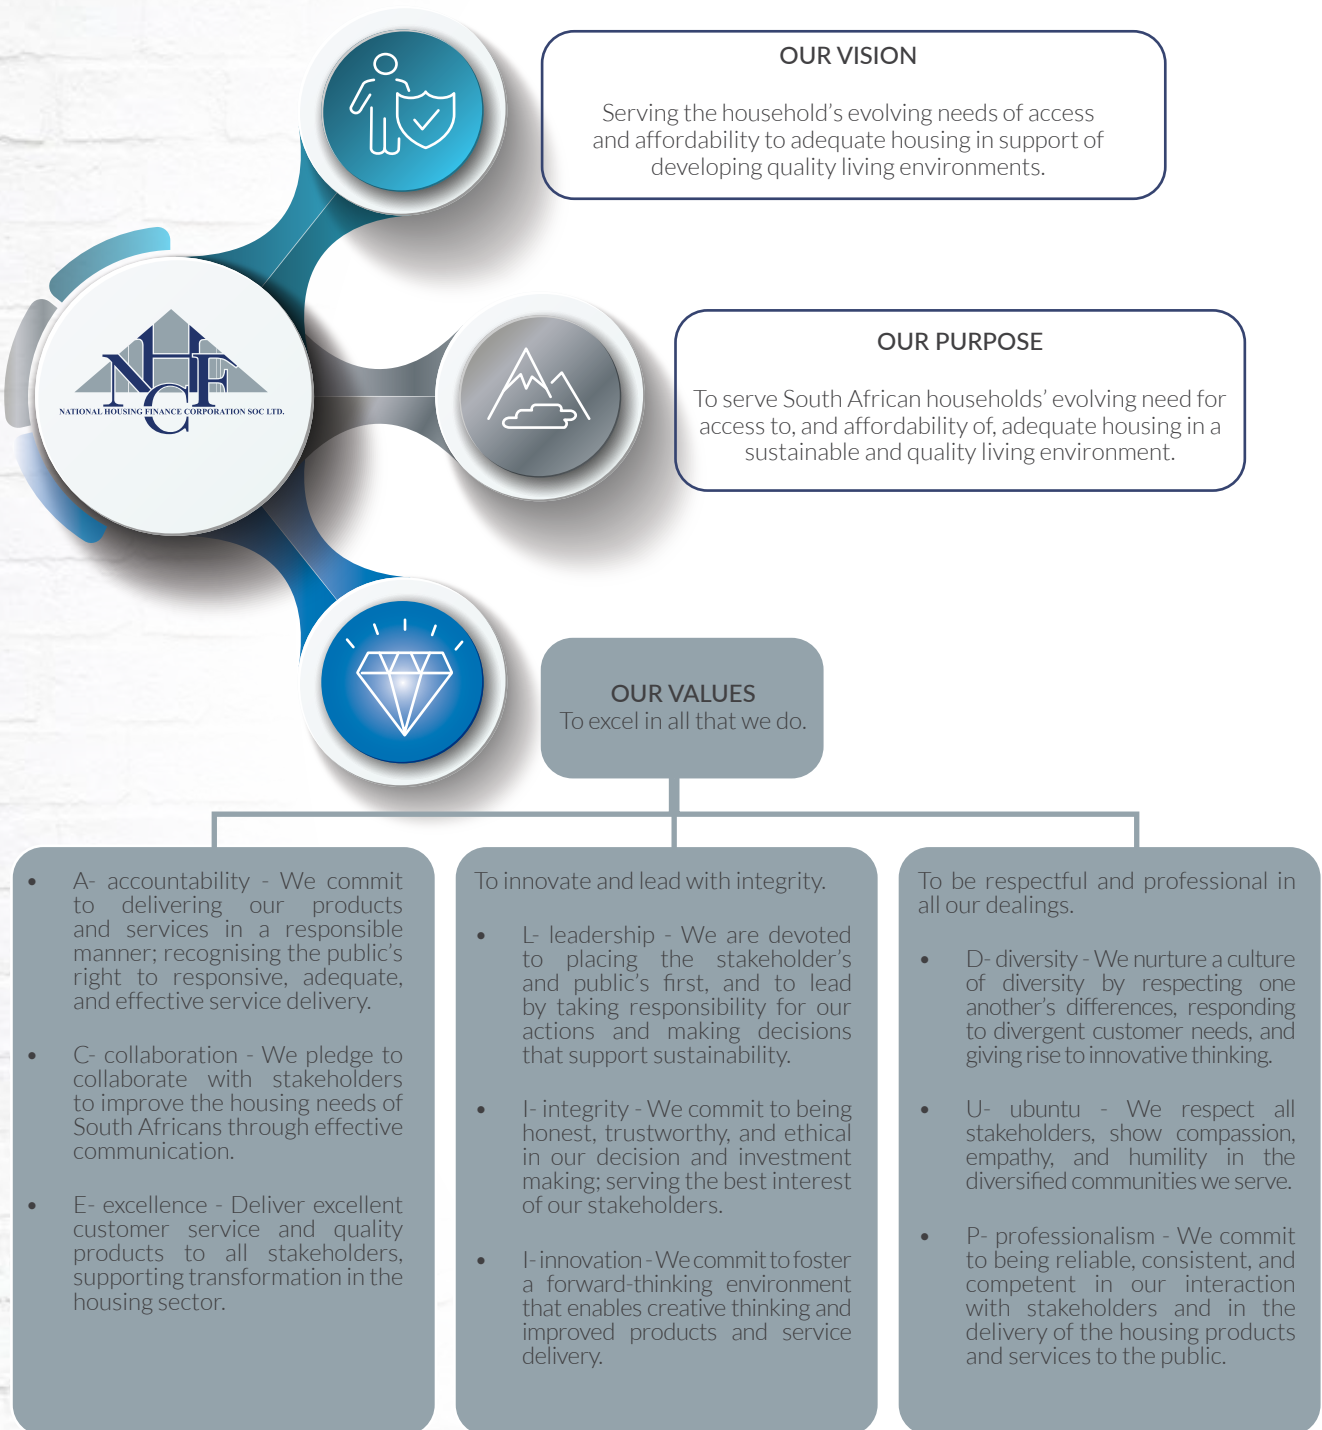 OUR VISION
Serving the household’s evolving needs of access
and affordability to adequate housing in support of
developing quality living environments.
NHFC
NATIONAL HOUSING FINANCE CORPORATION SOC LTD.
OUR PURPOSE
To serve South African households’ evolving need for
access to, and affordability of, adequate housing in a
sustainable and quality living environment.
OUR VALUES
To excel in all that we do.
• A- accountability - We commit
to delivering our products
and services in a responsible
manner; recognising the public’s
right to responsive, adequate,
and effective service delivery.
• C- collaboration - We pledge to
collaborate with stakeholders
to improve the housing needs of
South Africans through effective
communication.
• E- excellence - Deliver excellent
customer service and quality
products to all stakeholders,
supporting transformation in the
housing sector.
To innovate and lead with integrity.
• L- leadership - We are devoted
to placing the stakeholder’s
and public’s first, and to lead
by taking responsibility for our
actions and making decisions
that support sustainability.
• I- integrity - We commit to being
honest, trustworthy, and ethical
in our decision and investment
making; serving the best interest
of our stakeholders.
• I- innovation - We commit to foster
a forward-thinking environment
that enables creative thinking and
improved products and service
delivery.
To be respectful and professional in
all our dealings.
• D- diversity - We nurture a culture
of diversity by respecting one
another’s differences, responding
to divergent customer needs, and
giving rise to innovative thinking.
• U- ubuntu - We respect all
stakeholders, show compassion,
empathy, and humility in the
diversified communities we serve.
• P- professionalism - We commit
to being reliable, consistent, and
competent in our interaction
with stakeholders and in the
delivery of the housing products
and services to the public.